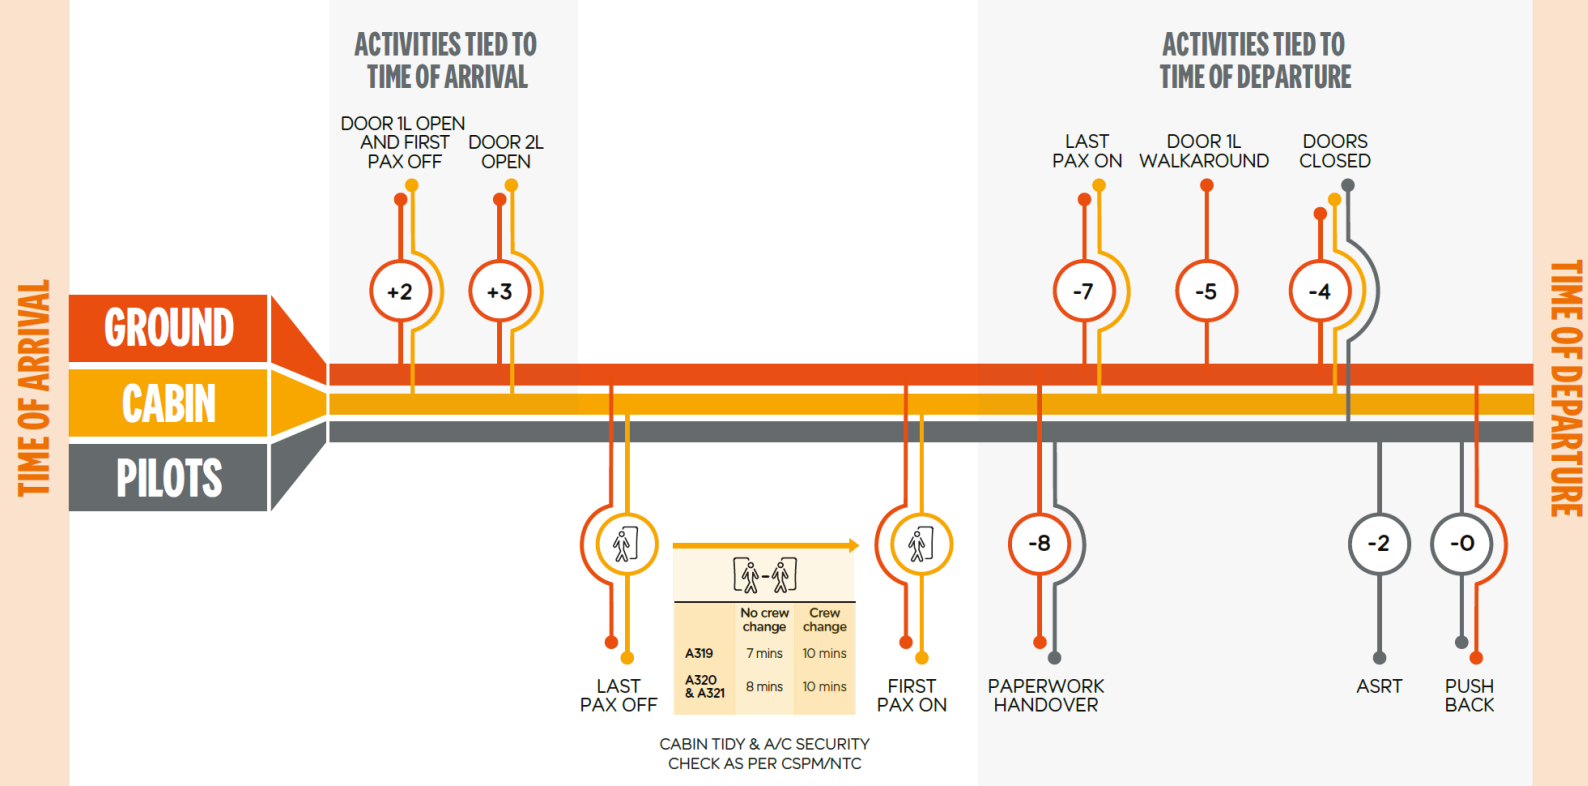 ACTIVITIES TIED TO
TIME OF ARRIVAL
ACTIVITIES TIED TO
TIME OF DEPARTURE
DOOR 1L OPEN
AND FIRST
PAX OFF
DOOR 2L
OPEN
LAST
PAX ON
DOOR 1L
WALKAROUND
DOORS
CLOSED
+2
+3
-7
-5
-4
TIME OF ARRIVAL
GROUND
CABIN
PILOTS
TIME OF DEPARTURE
-8
-2
-0
No crew
change
Crew
change
A319
7 mins
10 mins
A320
& A321
8 mins
10 mins
LAST
PAX OFF
FIRST
PAX ON
PAPERWORK
HANDOVER
ASRT
PUSH
BACK
CABIN TIDY & A/C SECURITY
CHECK AS PER CSPM/NTC